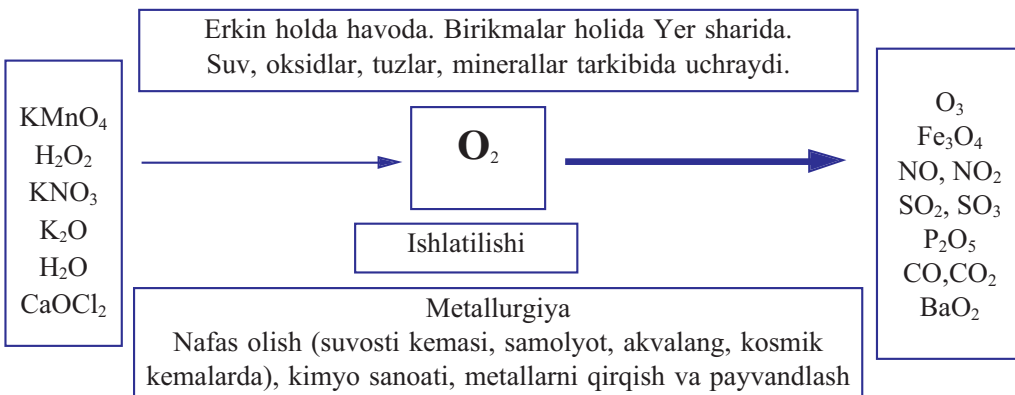 Erkin holda havoda. Birikmalar holida Yer sharida.
Suv, oksidlar, tuzlar, minerallar tarkibida uchraydi.
KMnO₄
H₂O₂
KNO₃
K₂O
H₂O
CaOCl₂
O₂
Ishlatilishi
O₃
Fe₃O₄
NO, NO₂
SO₂, SO₃
P₂O₅
CO,CO₂
BaO₂
Metallurgiya
Nafas olish (suvosti kemasi, samolyot, akvalang, kosmik
kemalarda), kimyo sanoati, metallarni qirqish va payvandlash